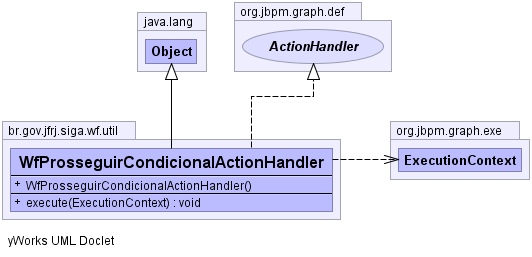 java.lang
Object
org.jbpm.graph.def
ActionHandler
br.gov.jfrj.siga.wf.util
WfProsseguirCondicionalActionHandler
+ WfProsseguirCondicionalActionHandler()
+ execute(ExecutionContext) : void
org.jbpm.graph.exe
ExecutionContext
yWorks UML Doclet